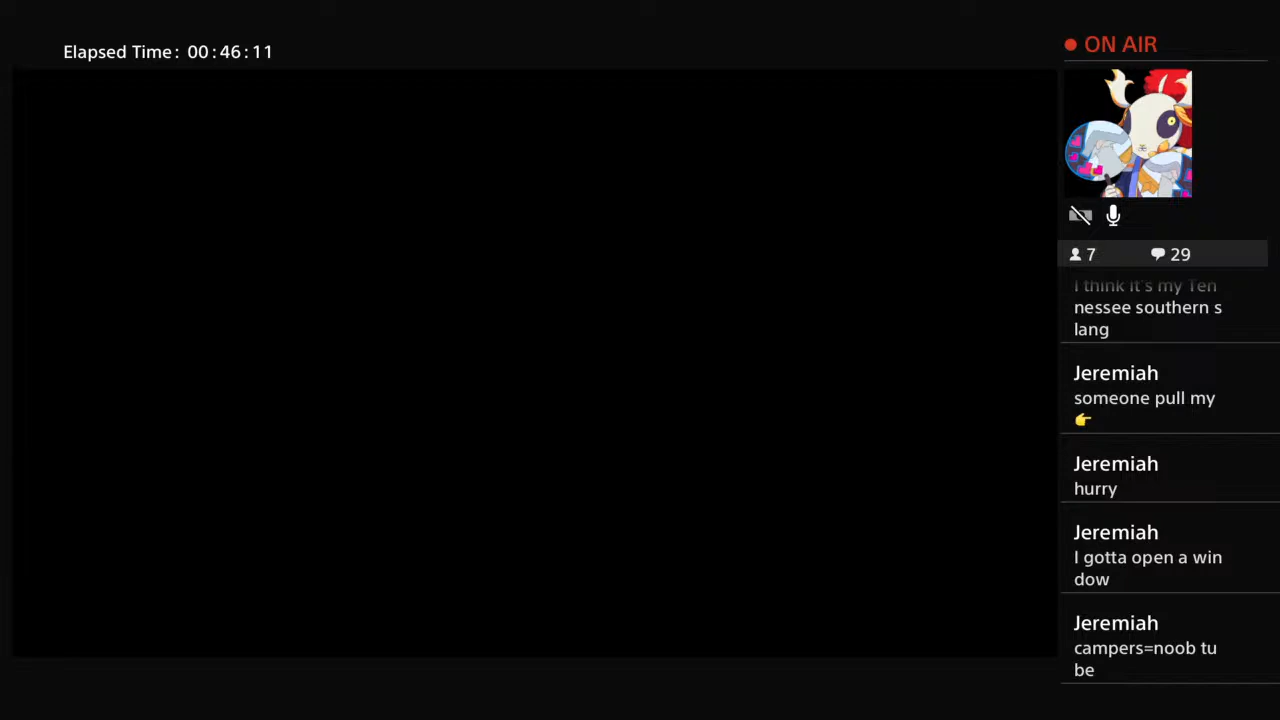 Elapsed Time: 00:46:11
ON AIR
7 29
I think it's my Ten
nessee southern s
lang
Jeremiah
someone pull my
👉
Jeremiah
hurry
Jeremiah
I gotta open a win
dow
Jeremiah
campers=noob tu
be